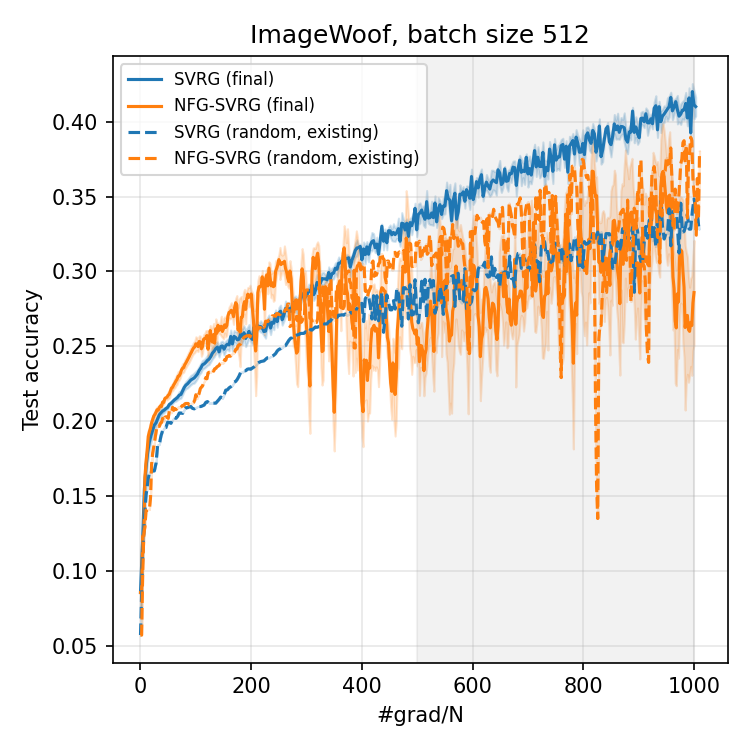 ImageWoof, batch size 512
SVRG (final)
NFG-SVRG (final)
SVRG (random, existing)
NFG-SVRG (random, existing)
Test accuracy
0.40
0.35
0.30
0.25
0.20
0.15
0.10
0.05
0 200 400 600 800 1000
#grad/N